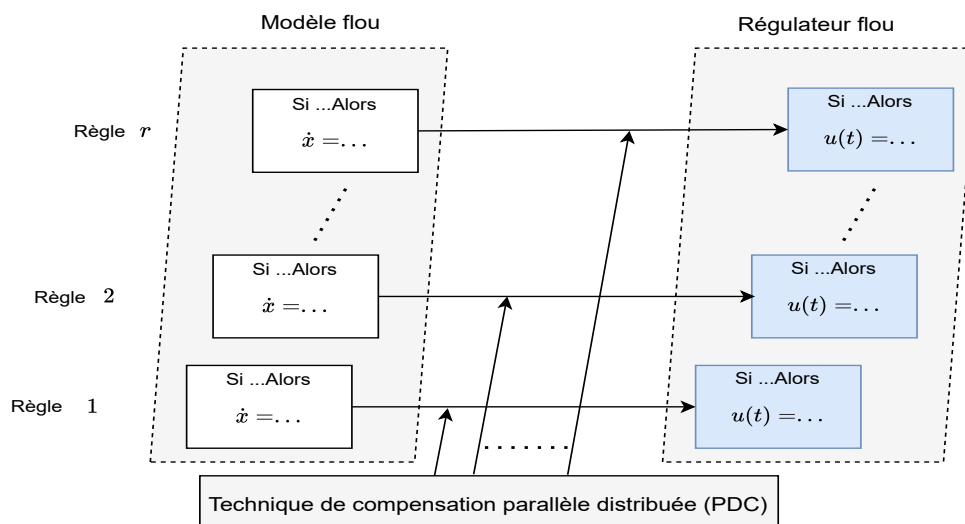 Modèle flou
Régulateur flou
Règle r
Si ...Alors
ẋ =...
Si ...Alors
u(t) =...
Règle 2
Si ...Alors
ẋ =...
Si ...Alors
u(t) =...
Règle 1
Si ...Alors
ẋ =...
Si ...Alors
u(t) =...
Technique de compensation parallèle distribuée (PDC)